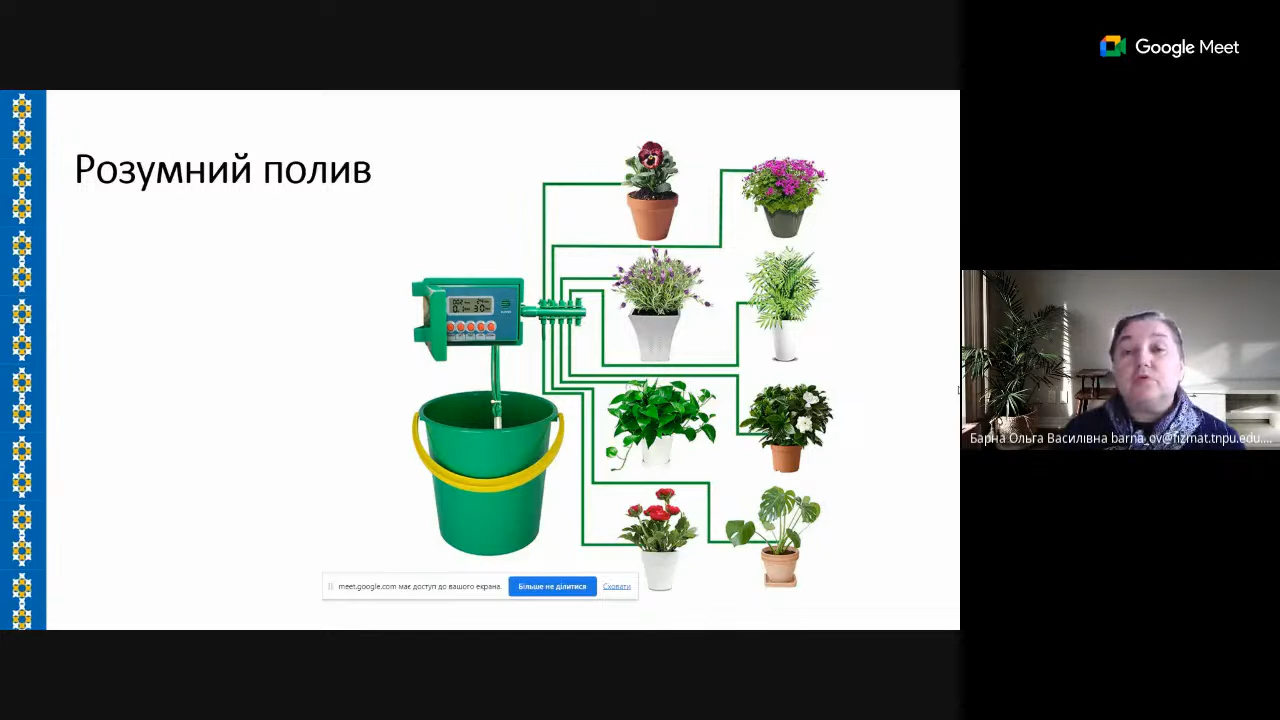 Google Meet
Розумний полив
meet.google.com має доступ до вашого екрана.
Більше не ділитися
Сховати
Барна Ольга Василівна barna_ov@fizmat.tnpu.edu....